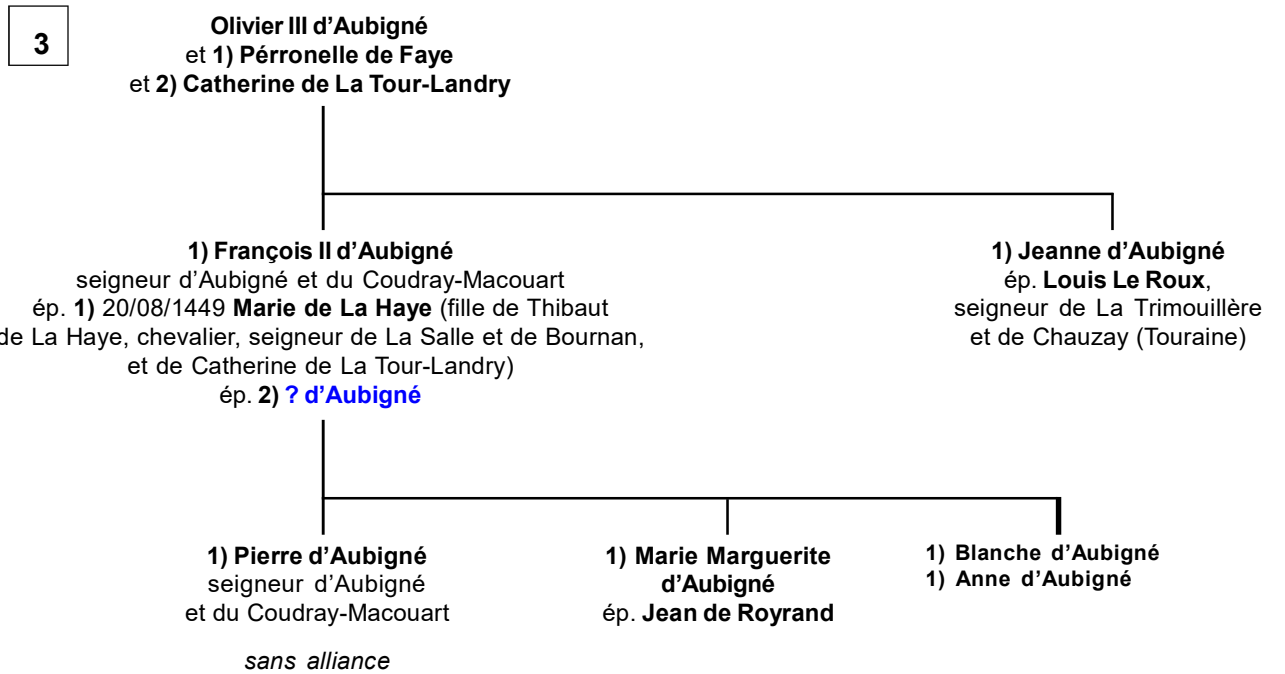 3
Olivier III d’Aubigné
et 1) Pérronelle de Faye
et 2) Catherine de La Tour-Landry
1) François II d’Aubigné
seigneur d’Aubigné et du Coudray-Macouart
ép. 1) 20/08/1449 Marie de La Haye (fille de Thibaut
de La Haye, chevalier, seigneur de La Salle et de Bournan,
et de Catherine de La Tour-Landry)
ép. 2) ? d’Aubigné
1) Jeanne d’Aubigné
ép. Louis Le Roux,
seigneur de La Trimouillère
et de Chauzay (Touraine)
1) Pierre d’Aubigné
seigneur d’Aubigné
et du Coudray-Macouart
sans alliance
1) Marie Marguerite
d’Aubigné
ép. Jean de Royrand
1) Blanche d’Aubigné
1) Anne d’Aubigné